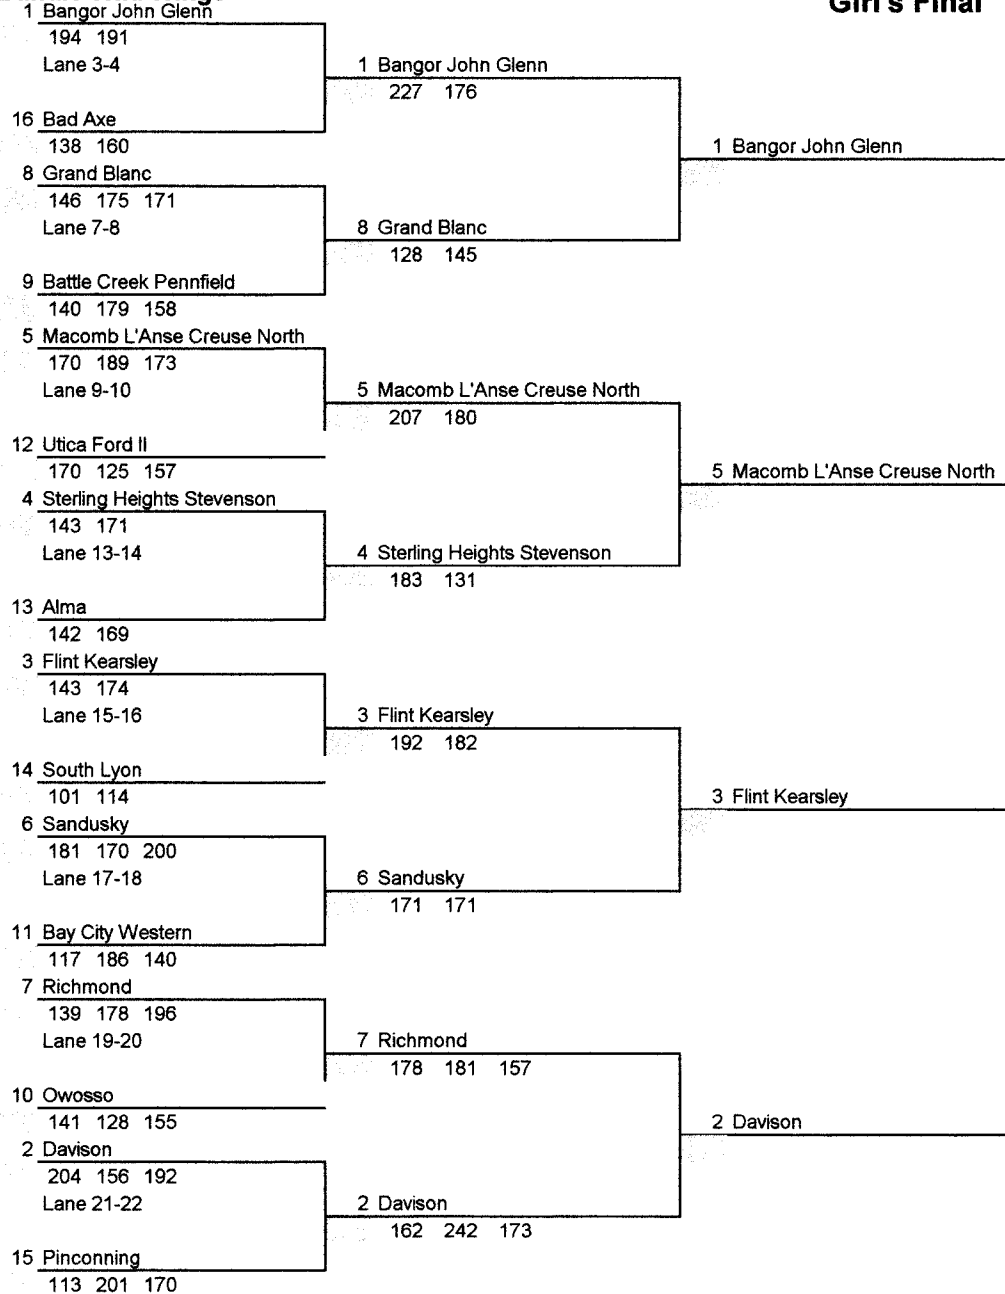 Girl's Final
1 Bangor John Glenn
194 191
Lane 3-4
16 Bad Axe
138 160
8 Grand Blanc
146 175 171
Lane 7-8
9 Battle Creek Pennfield
140 179 158
5 Macomb L'Anse Creuse North
170 189 173
Lane 9-10
12 Utica Ford II
170 125 157
4 Sterling Heights Stevenson
143 171
Lane 13-14
13 Alma
142 169
3 Flint Kearsley
143 174
Lane 15-16
14 South Lyon
101 114
6 Sandusky
181 170 200
Lane 17-18
11 Bay City Western
117 186 140
7 Richmond
139 178 196
Lane 19-20
10 Owosso
141 128 155
2 Davison
204 156 192
Lane 21-22
15 Pinconning
113 201 170
1 Bangor John Glenn
227 176
8 Grand Blanc
128 145
5 Macomb L'Anse Creuse North
207 180
4 Sterling Heights Stevenson
183 131
3 Flint Kearsley
192 182
6 Sandusky
171 171
7 Richmond
178 181 157
2 Davison
162 242 173
1 Bangor John Glenn
5 Macomb L'Anse Creuse North
3 Flint Kearsley
2 Davison